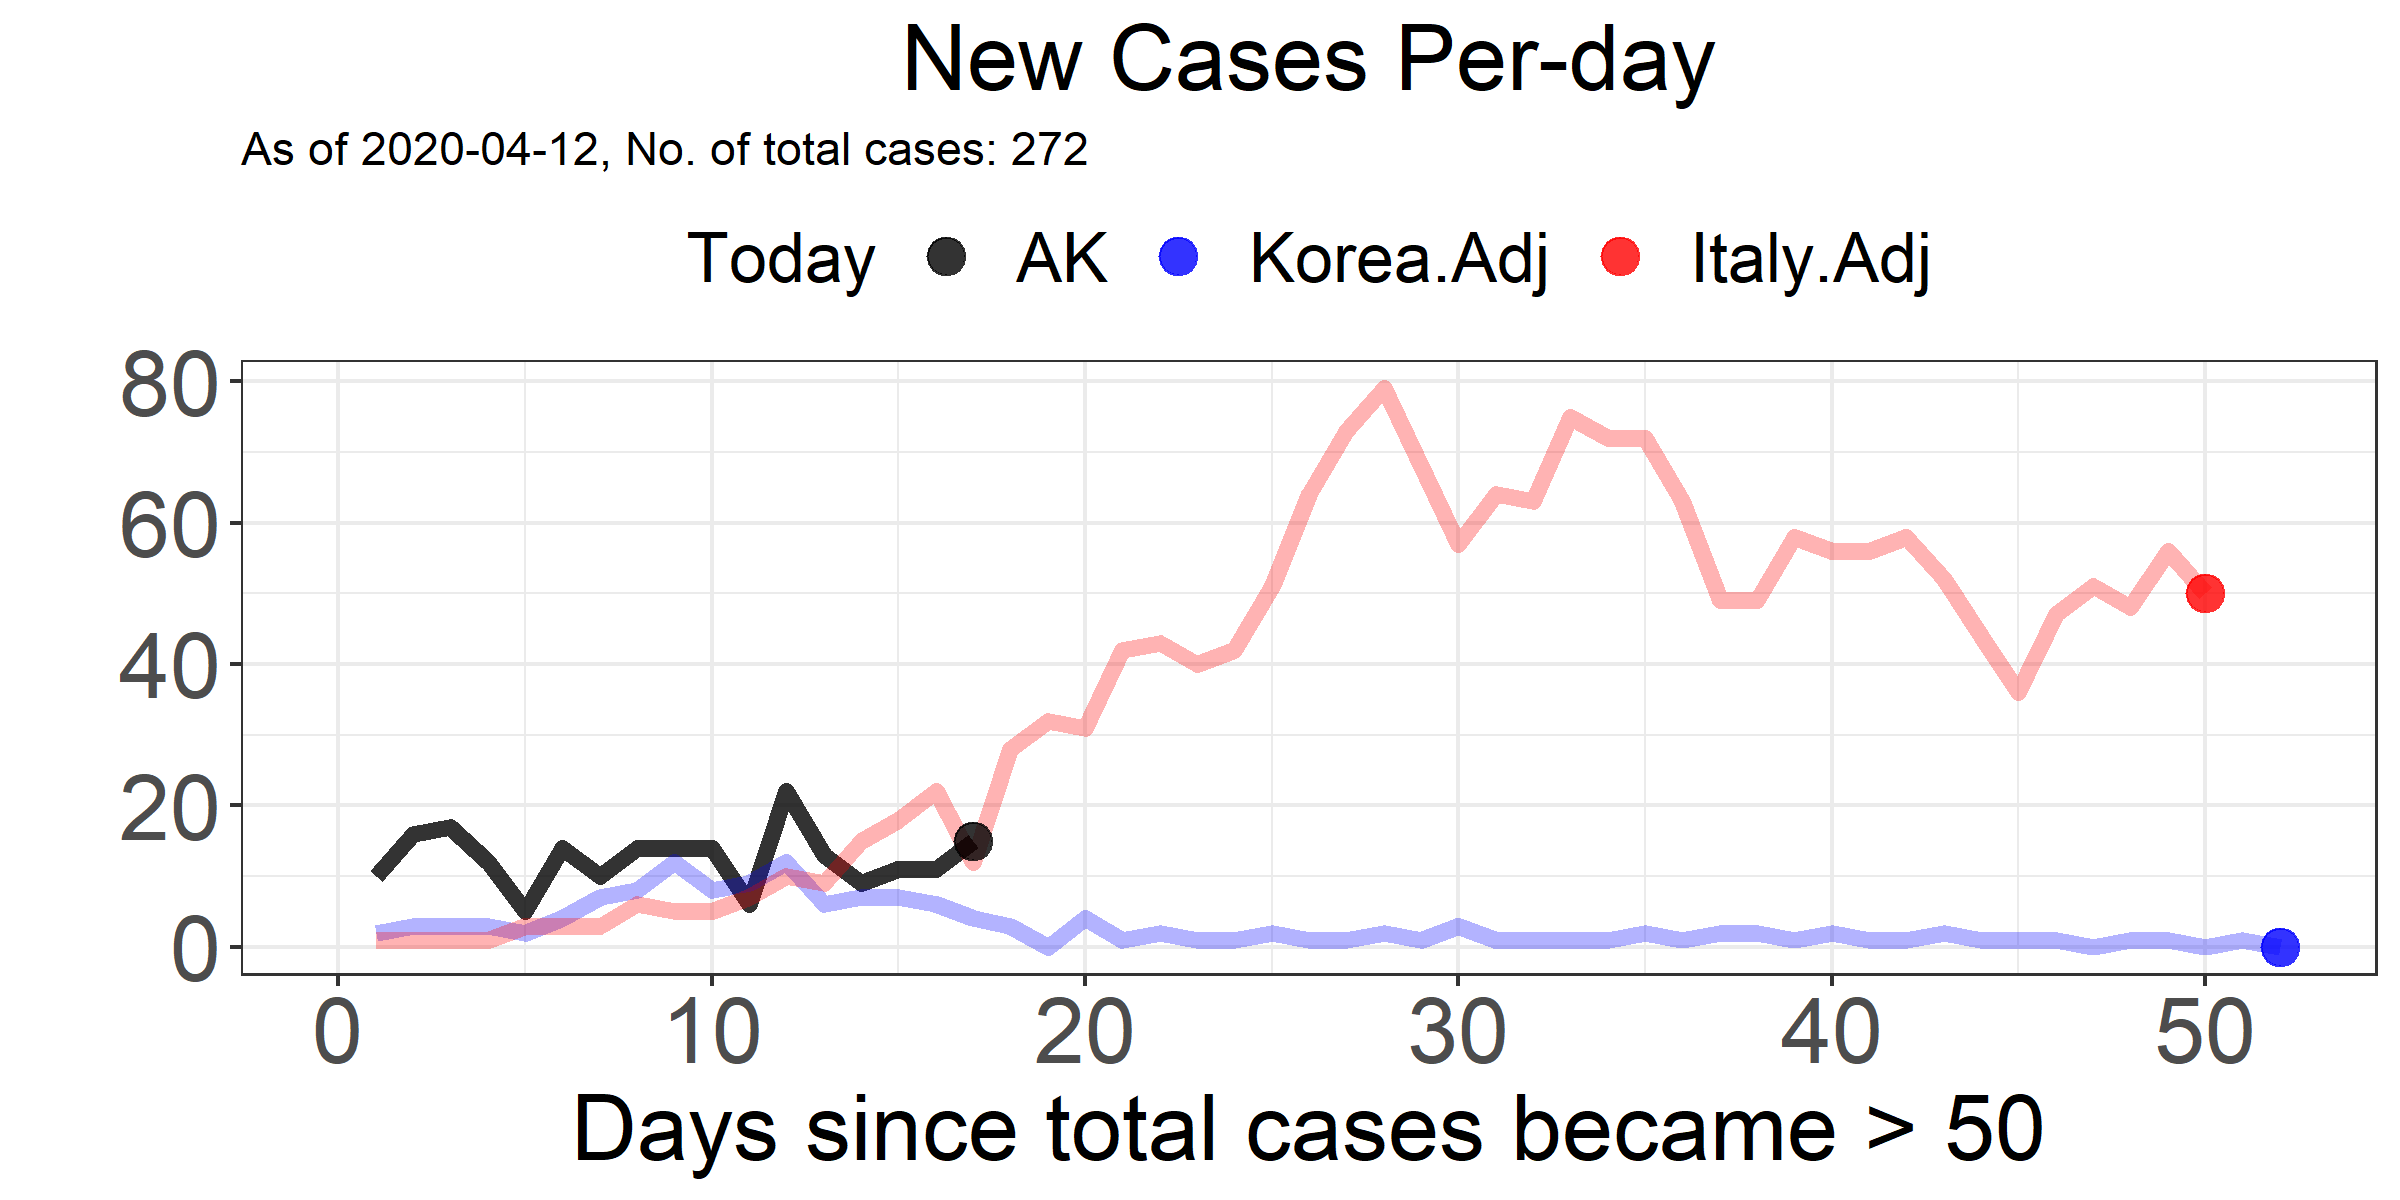 New Cases Per-day
As of 2020-04-12, No. of total cases: 272
Today AK Korea.Adj Italy.Adj
80
60
40
20
0
0 10 20 30 40 50
Days since total cases became > 50